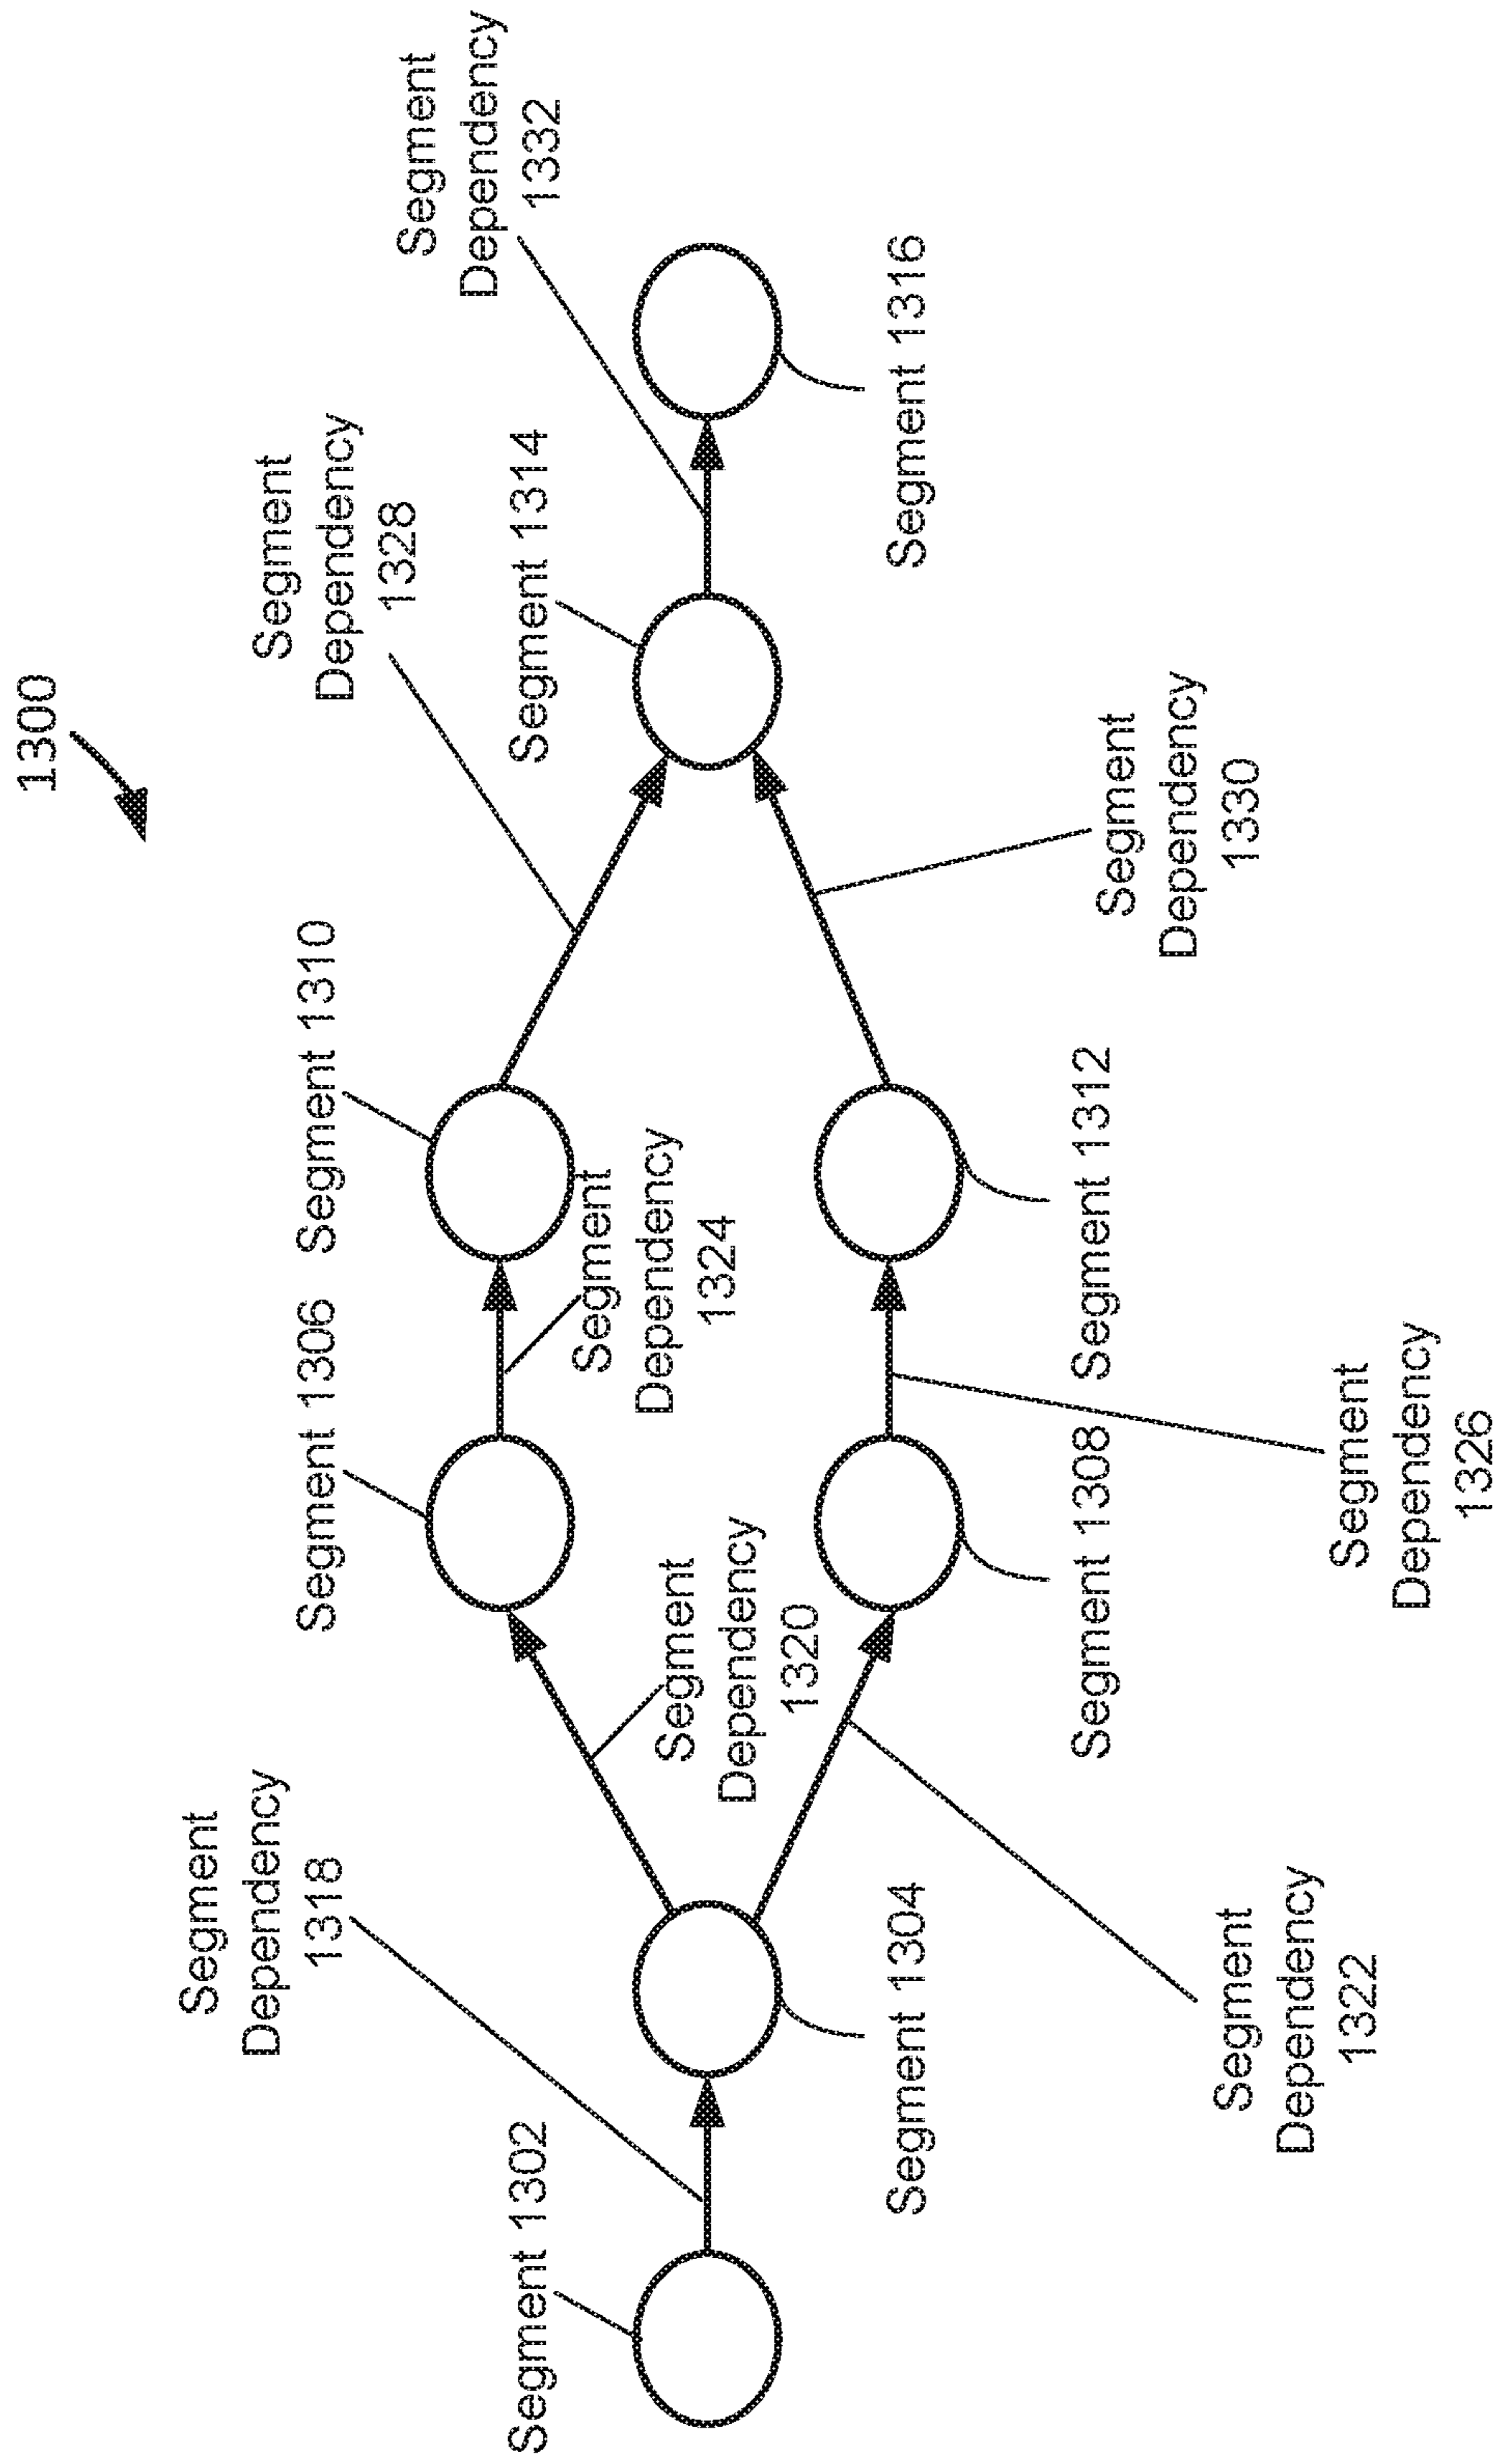 1300
Segment
Dependency
1332
Segment
Dependency
1328
Segment
Dependency
1318
Segment 1306
Segment 1310
Segment 1302
Segment 1314
Segment
Dependency
1324
Segment
Dependency
1320
Segment 1304
Segment 1316
Segment 1308
Segment 1312
Segment
Dependency
1330
Segment
Dependency
1322
Segment
Dependency
1326